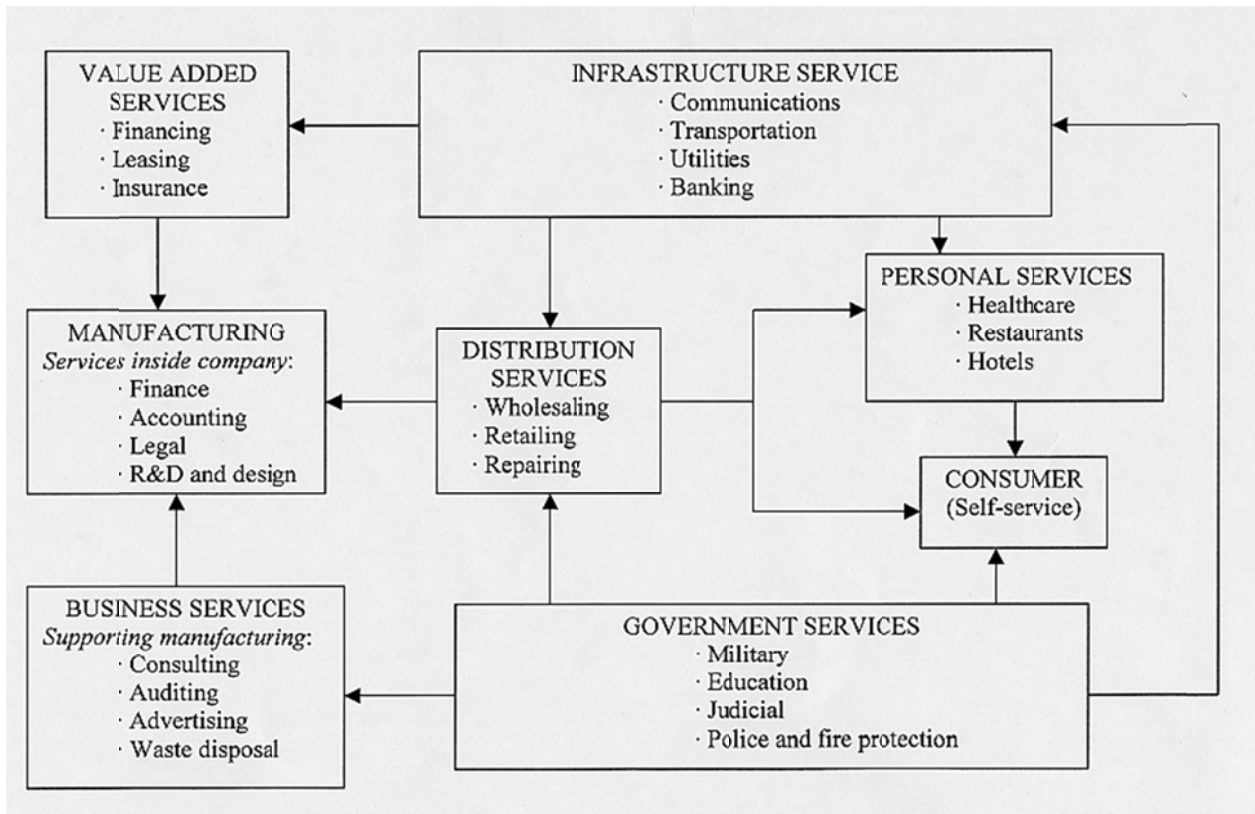 VALUE ADDED
SERVICES
· Financing
· Leasing
· Insurance
INFRASTRUCTURE SERVICE
· Communications
· Transportation
· Utilities
· Banking
PERSONAL SERVICES
· Healthcare
· Restaurants
· Hotels
MANUFACTURING
Services inside company:
· Finance
· Accounting
· Legal
· R&D and design
DISTRIBUTION
SERVICES
· Wholesaling
· Retailing
· Repairing
CONSUMER
(Self-service)
BUSINESS SERVICES
Supporting manufacturing:
· Consulting
· Auditing
· Advertising
· Waste disposal
GOVERNMENT SERVICES
· Military
· Education
· Judicial
· Police and fire protection